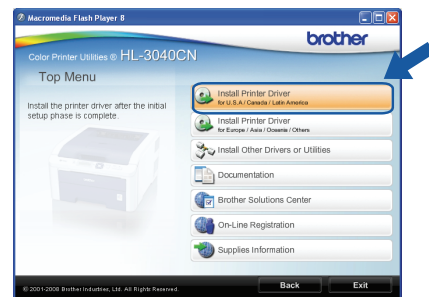 Macromedia Flash Player 8
brother
Color Printer Utilities ® HL-3040CN
Top Menu
Install the printer driver after the initial
setup phase is complete.
Install Printer Driver
for U.S.A / Canada / Latin America
Install Printer Driver
for Europe / Asia / Oceania / Others
Install Other Drivers or Utilities
Documentation
Brother Solutions Center
On-Line Registration
Supplies Information
© 2001-2008 Brother Industries, Ltd. All Rights Reserved.
Back
Exit